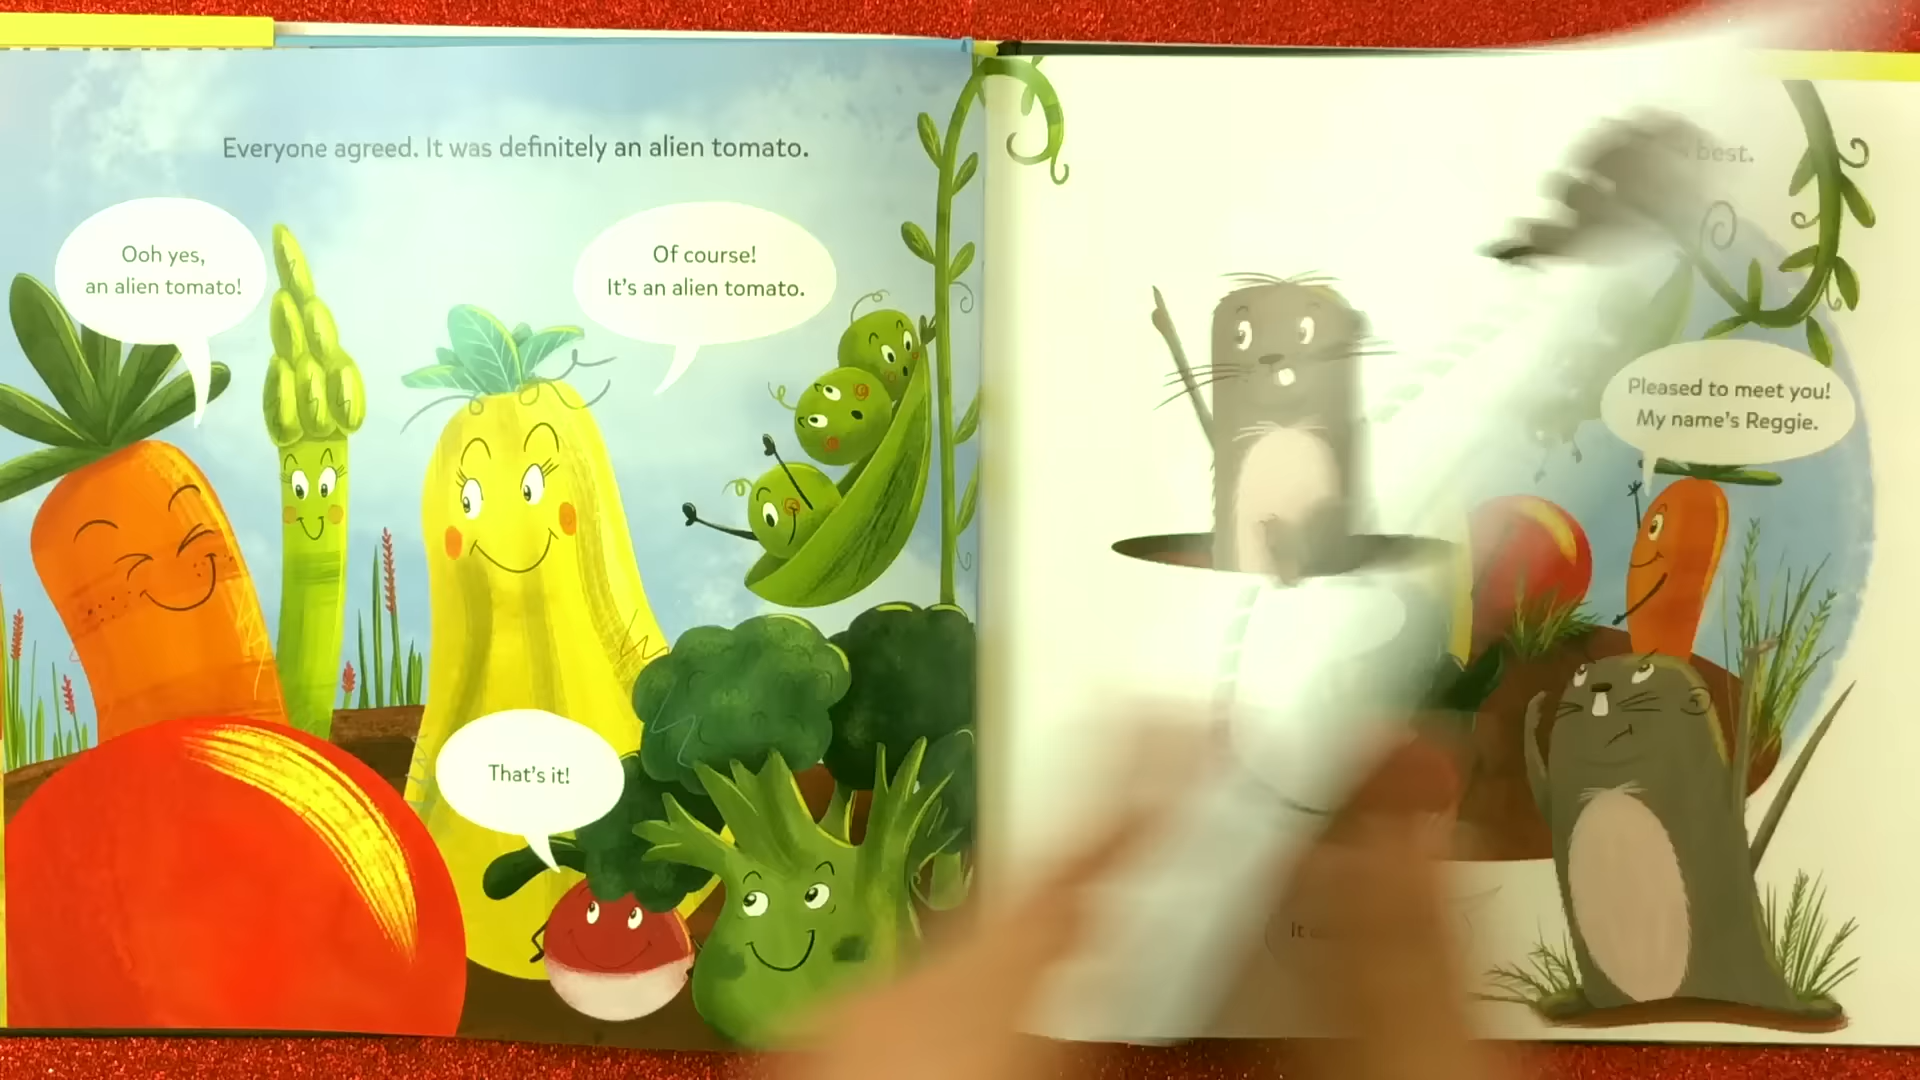 Everyone agreed. It was definitely an alien tomato.
Ooh yes,
an alien tomato!
Of course!
It's an alien tomato.
That's it!
best.
Pleased to meet you!
My name's Reggie.
It